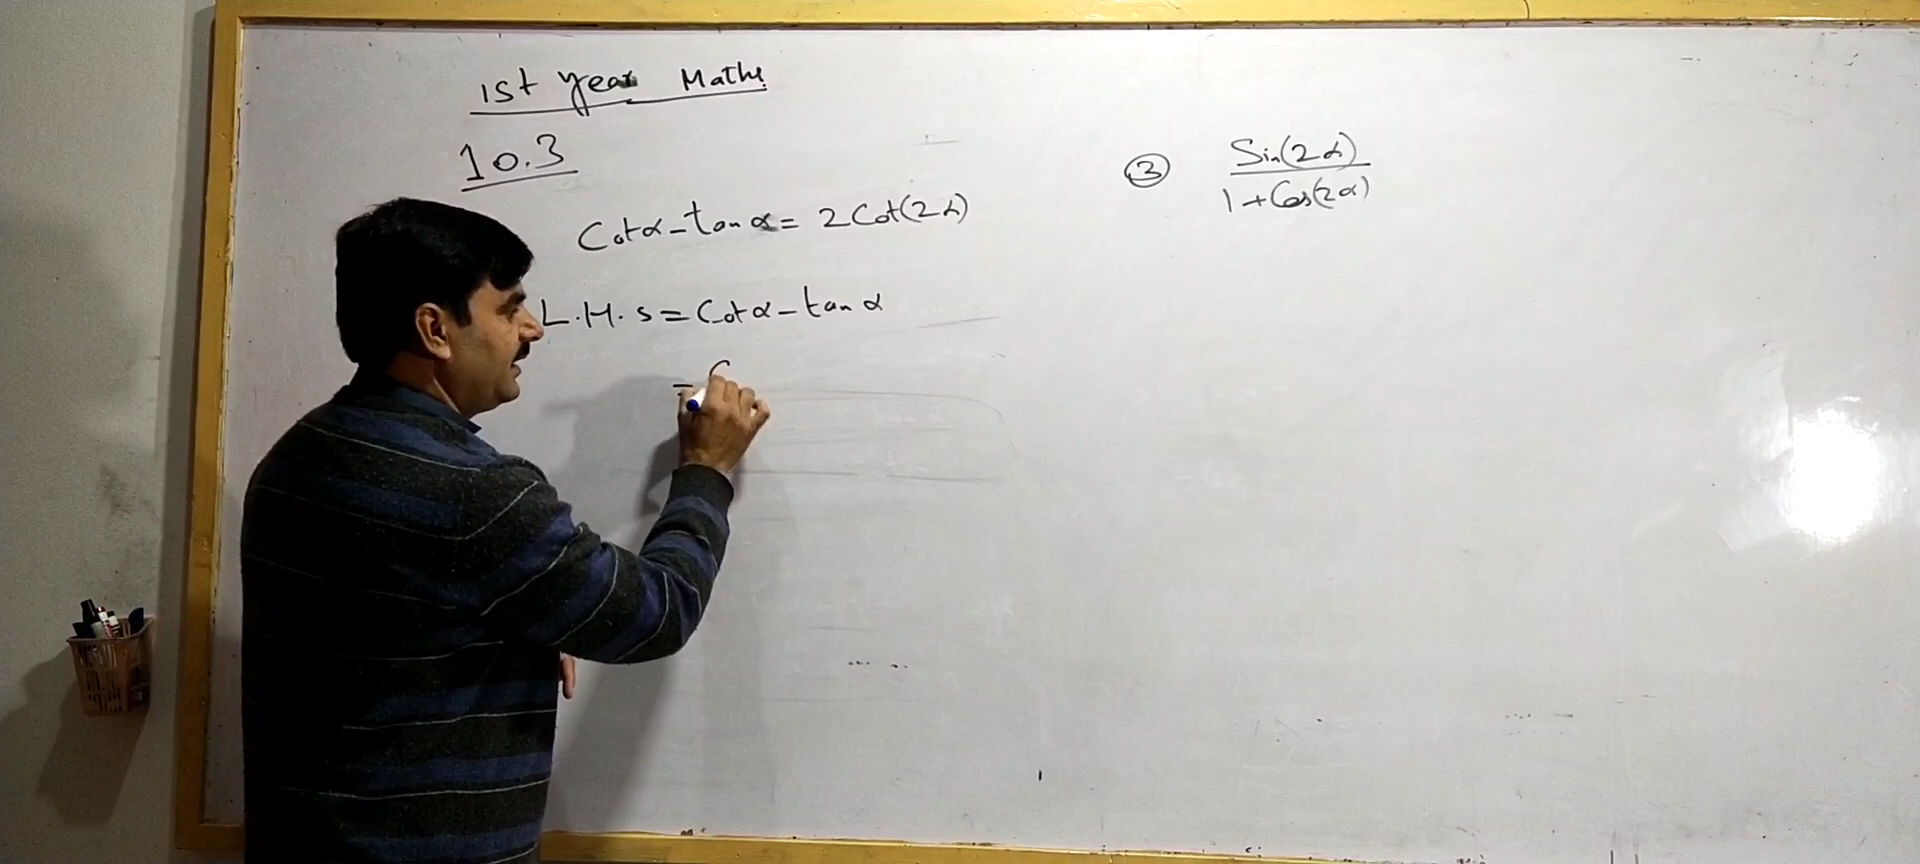 1st year Maths
10.3
Cotα-tanα= 2Cot(2α)
L.H.S=Cotα-tanα
= C
③ Sin(2α)
1+Cos(2α)